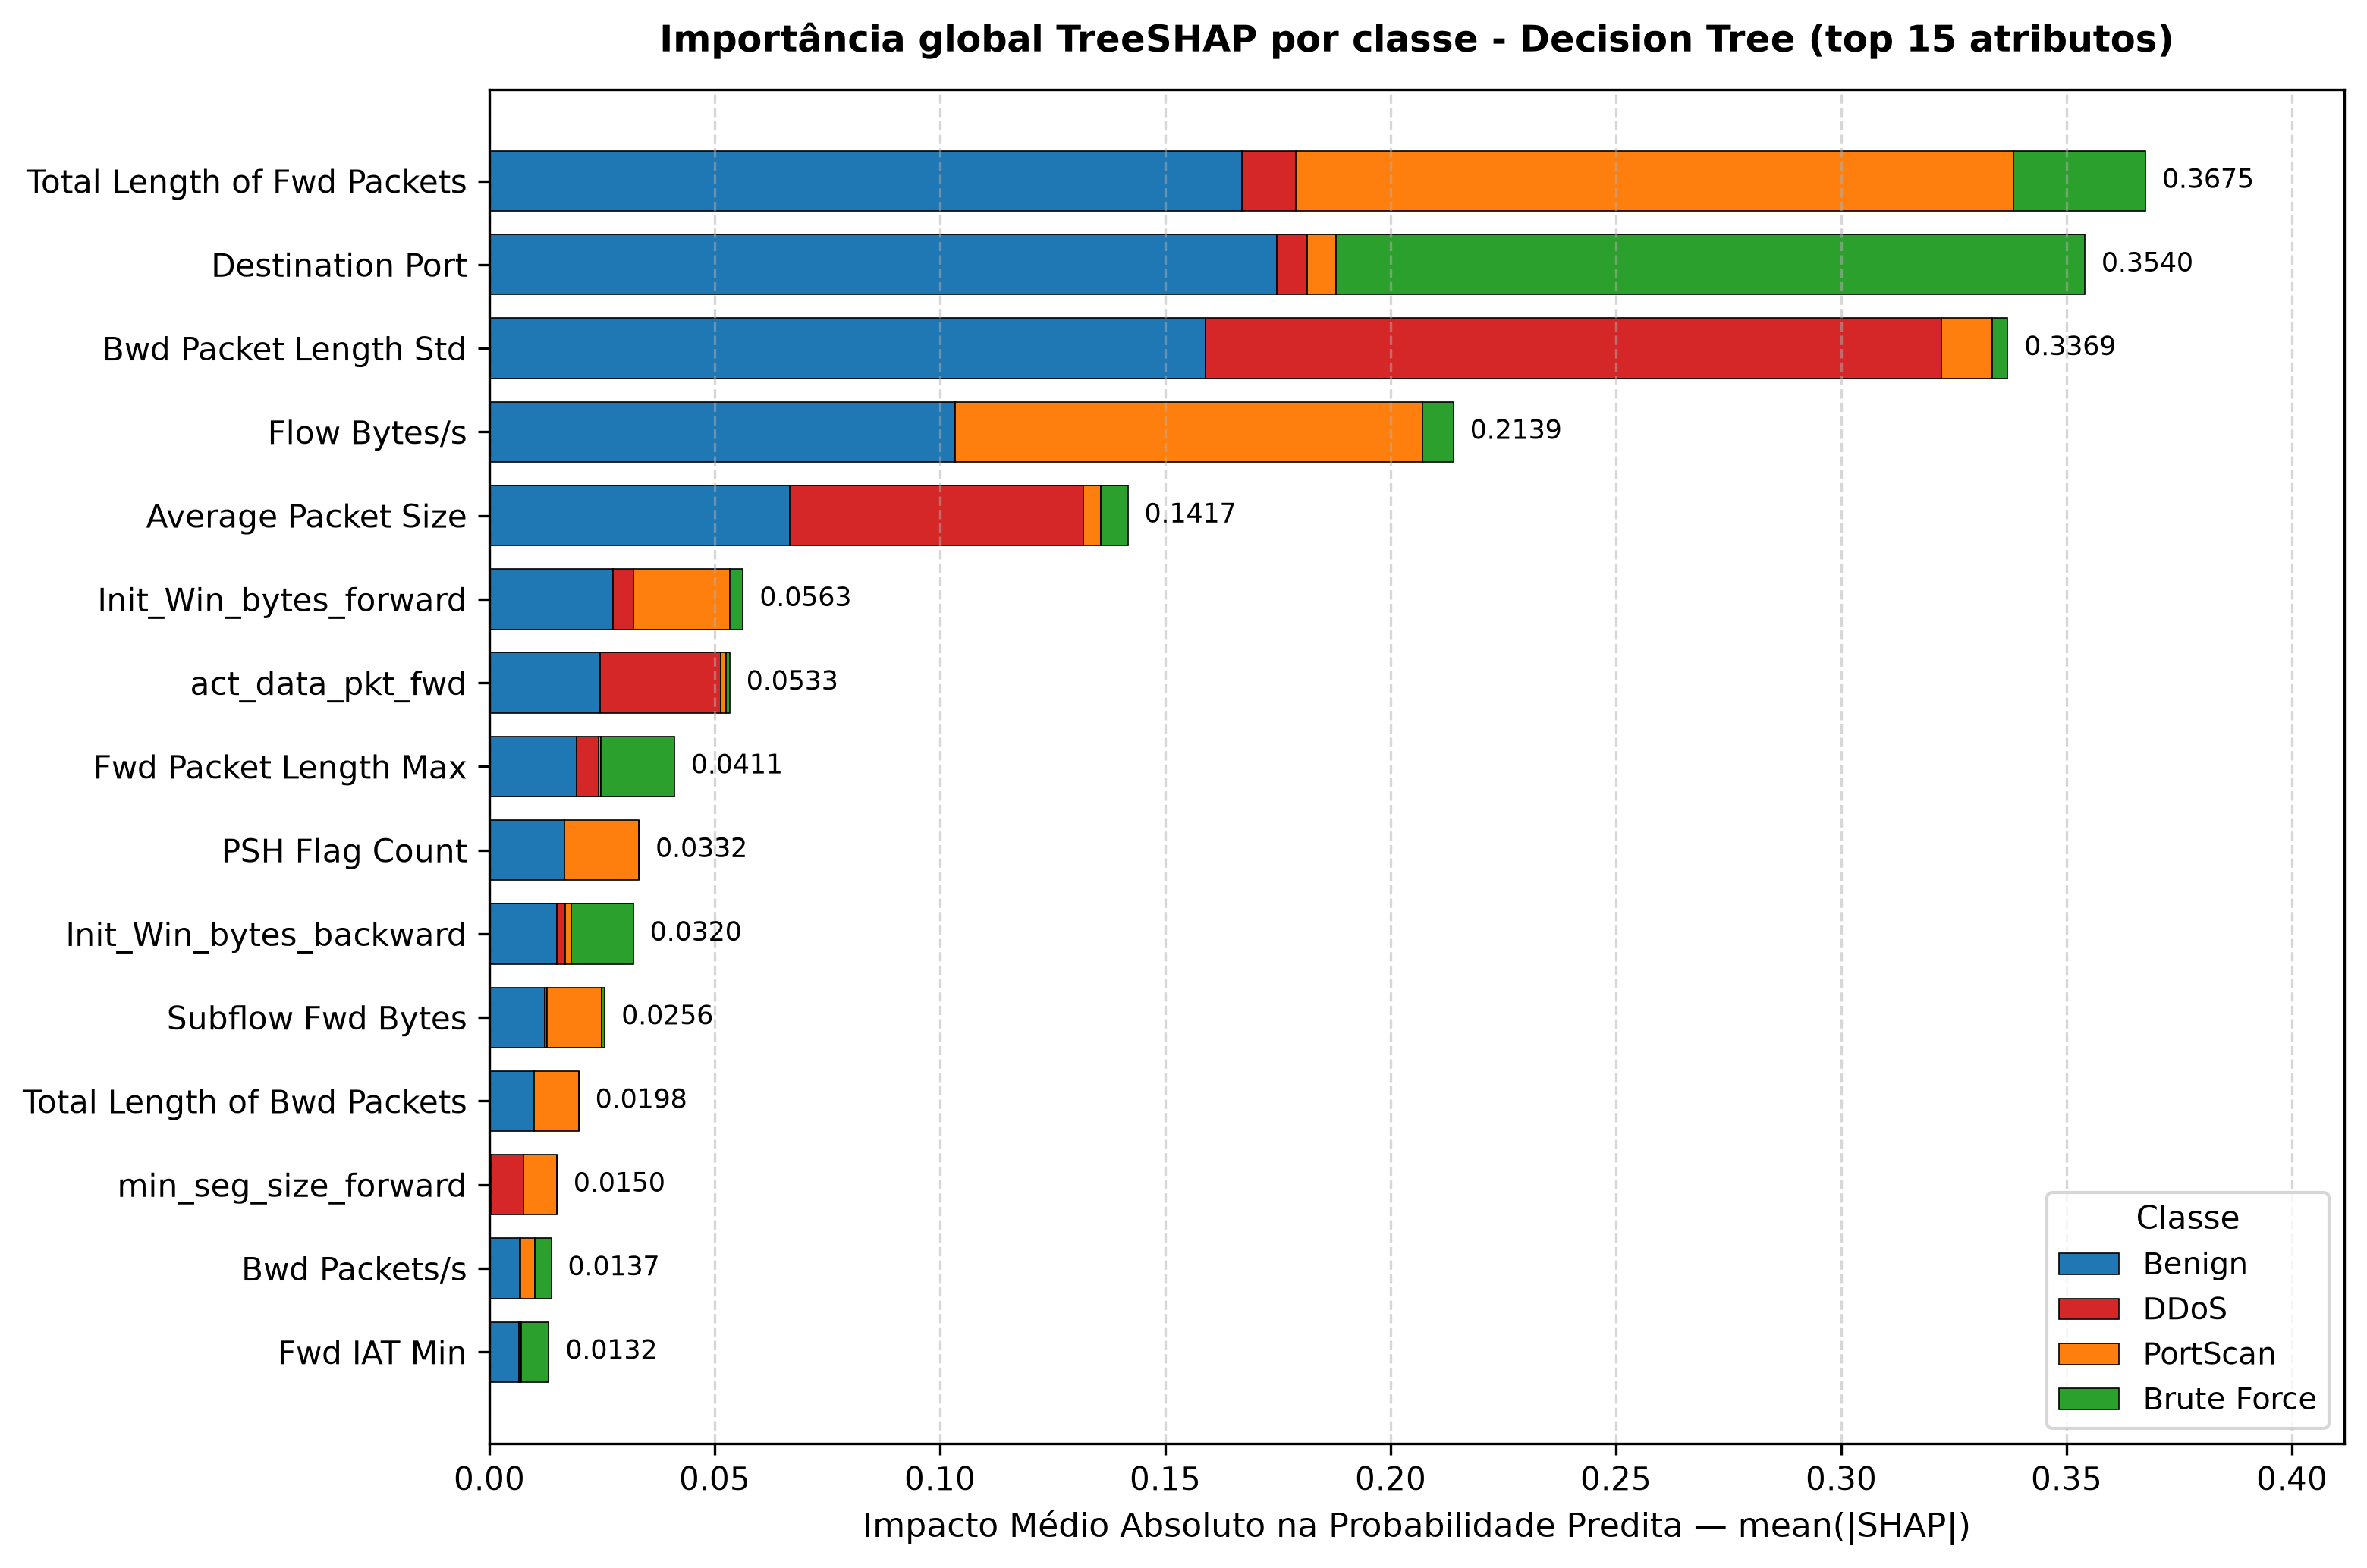 Importância global TreeSHAP por classe - Decision Tree (top 15 atributos)
Total Length of Fwd Packets 0.3675
Destination Port 0.3540
Bwd Packet Length Std 0.3369
Flow Bytes/s 0.2139
Average Packet Size 0.1417
Init_Win_bytes_forward 0.0563
act_data_pkt_fwd 0.0533
Fwd Packet Length Max 0.0411
PSH Flag Count 0.0332
Init_Win_bytes_backward 0.0320
Subflow Fwd Bytes 0.0256
Total Length of Bwd Packets 0.0198
min_seg_size_forward 0.0150
Bwd Packets/s 0.0137
Fwd IAT Min 0.0132
Classe
Benign
DDoS
PortScan
Brute Force
0.00 0.05 0.10 0.15 0.20 0.25 0.30 0.35 0.40
Impacto Médio Absoluto na Probabilidade Predita — mean(|SHAP|)